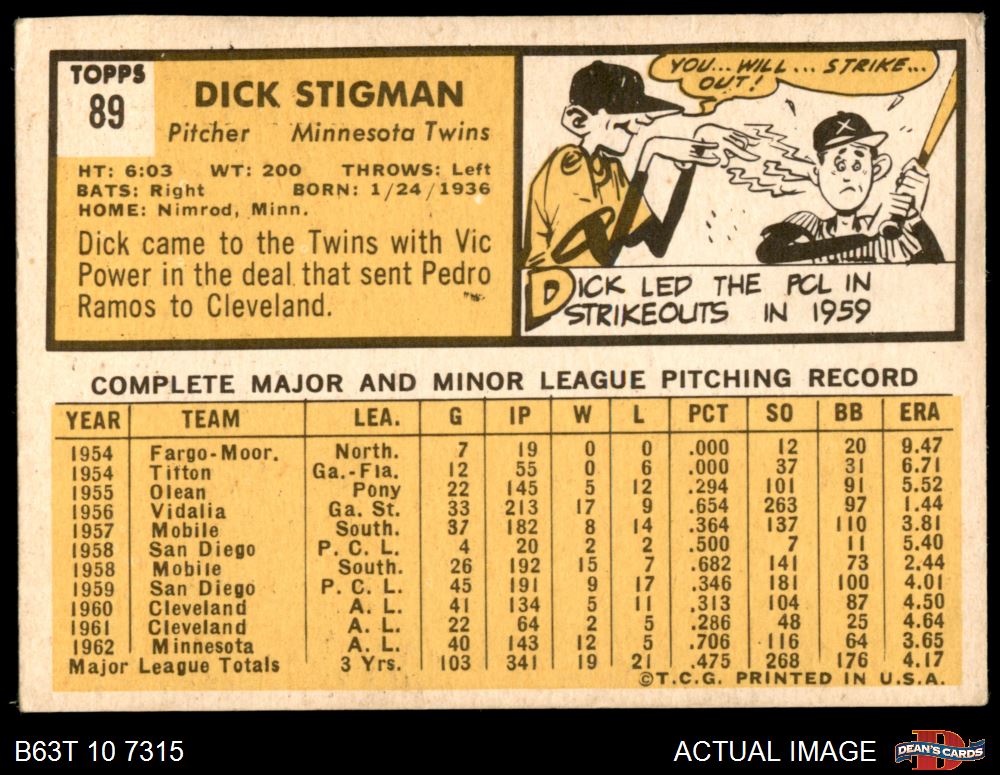 TOPPS
89
DICK STIGMAN
Pitcher Minnesota Twins
HT: 6:03 WT: 200 THROWS: Left
BATS: Right BORN: 1/24/1936
HOME: Nimrod, Minn.
Dick came to the Twins with Vic
Power in the deal that sent Pedro
Ramos to Cleveland.
YOU... WILL... STRIKE...
OUT!
X
DICK LED THE PCL IN
STRIKEOUTS IN 1959
COMPLETE MAJOR AND MINOR LEAGUE PITCHING RECORD
YEAR TEAM LEA. G IP W L PCT SO BB ERA
1954 Fargo-Moor. North. 7 19 0 0 .000 12 20 9.47
1954 Tifton Ga.-Fla. 12 55 0 6 .000 37 31 6.71
1955 Olean Pony 22 145 5 12 .294 101 91 5.52
1956 Vidalia Ga. St. 33 213 17 9 .654 263 97 1.44
1957 Mobile South. 37 182 8 14 .364 137 110 3.81
1958 San Diego P. C. L. 4 20 2 2 .500 7 11 5.40
1958 Mobile South. 26 192 15 7 .682 141 73 2.44
1959 San Diego P. C. L. 45 191 9 17 .346 181 100 4.01
1960 Cleveland A. L. 41 134 5 11 .313 104 87 4.50
1961 Cleveland A. L. 22 64 2 5 .286 48 25 4.64
1962 Minnesota A. L. 40 143 12 5 .706 116 64 3.65
Major League Totals 3 Yrs. 103 341 19 21 .475 268 176 4.17
©T.C.G. PRINTED IN U.S.A.
B63T 10 7315
ACTUAL IMAGE
DEAN'S CARDS